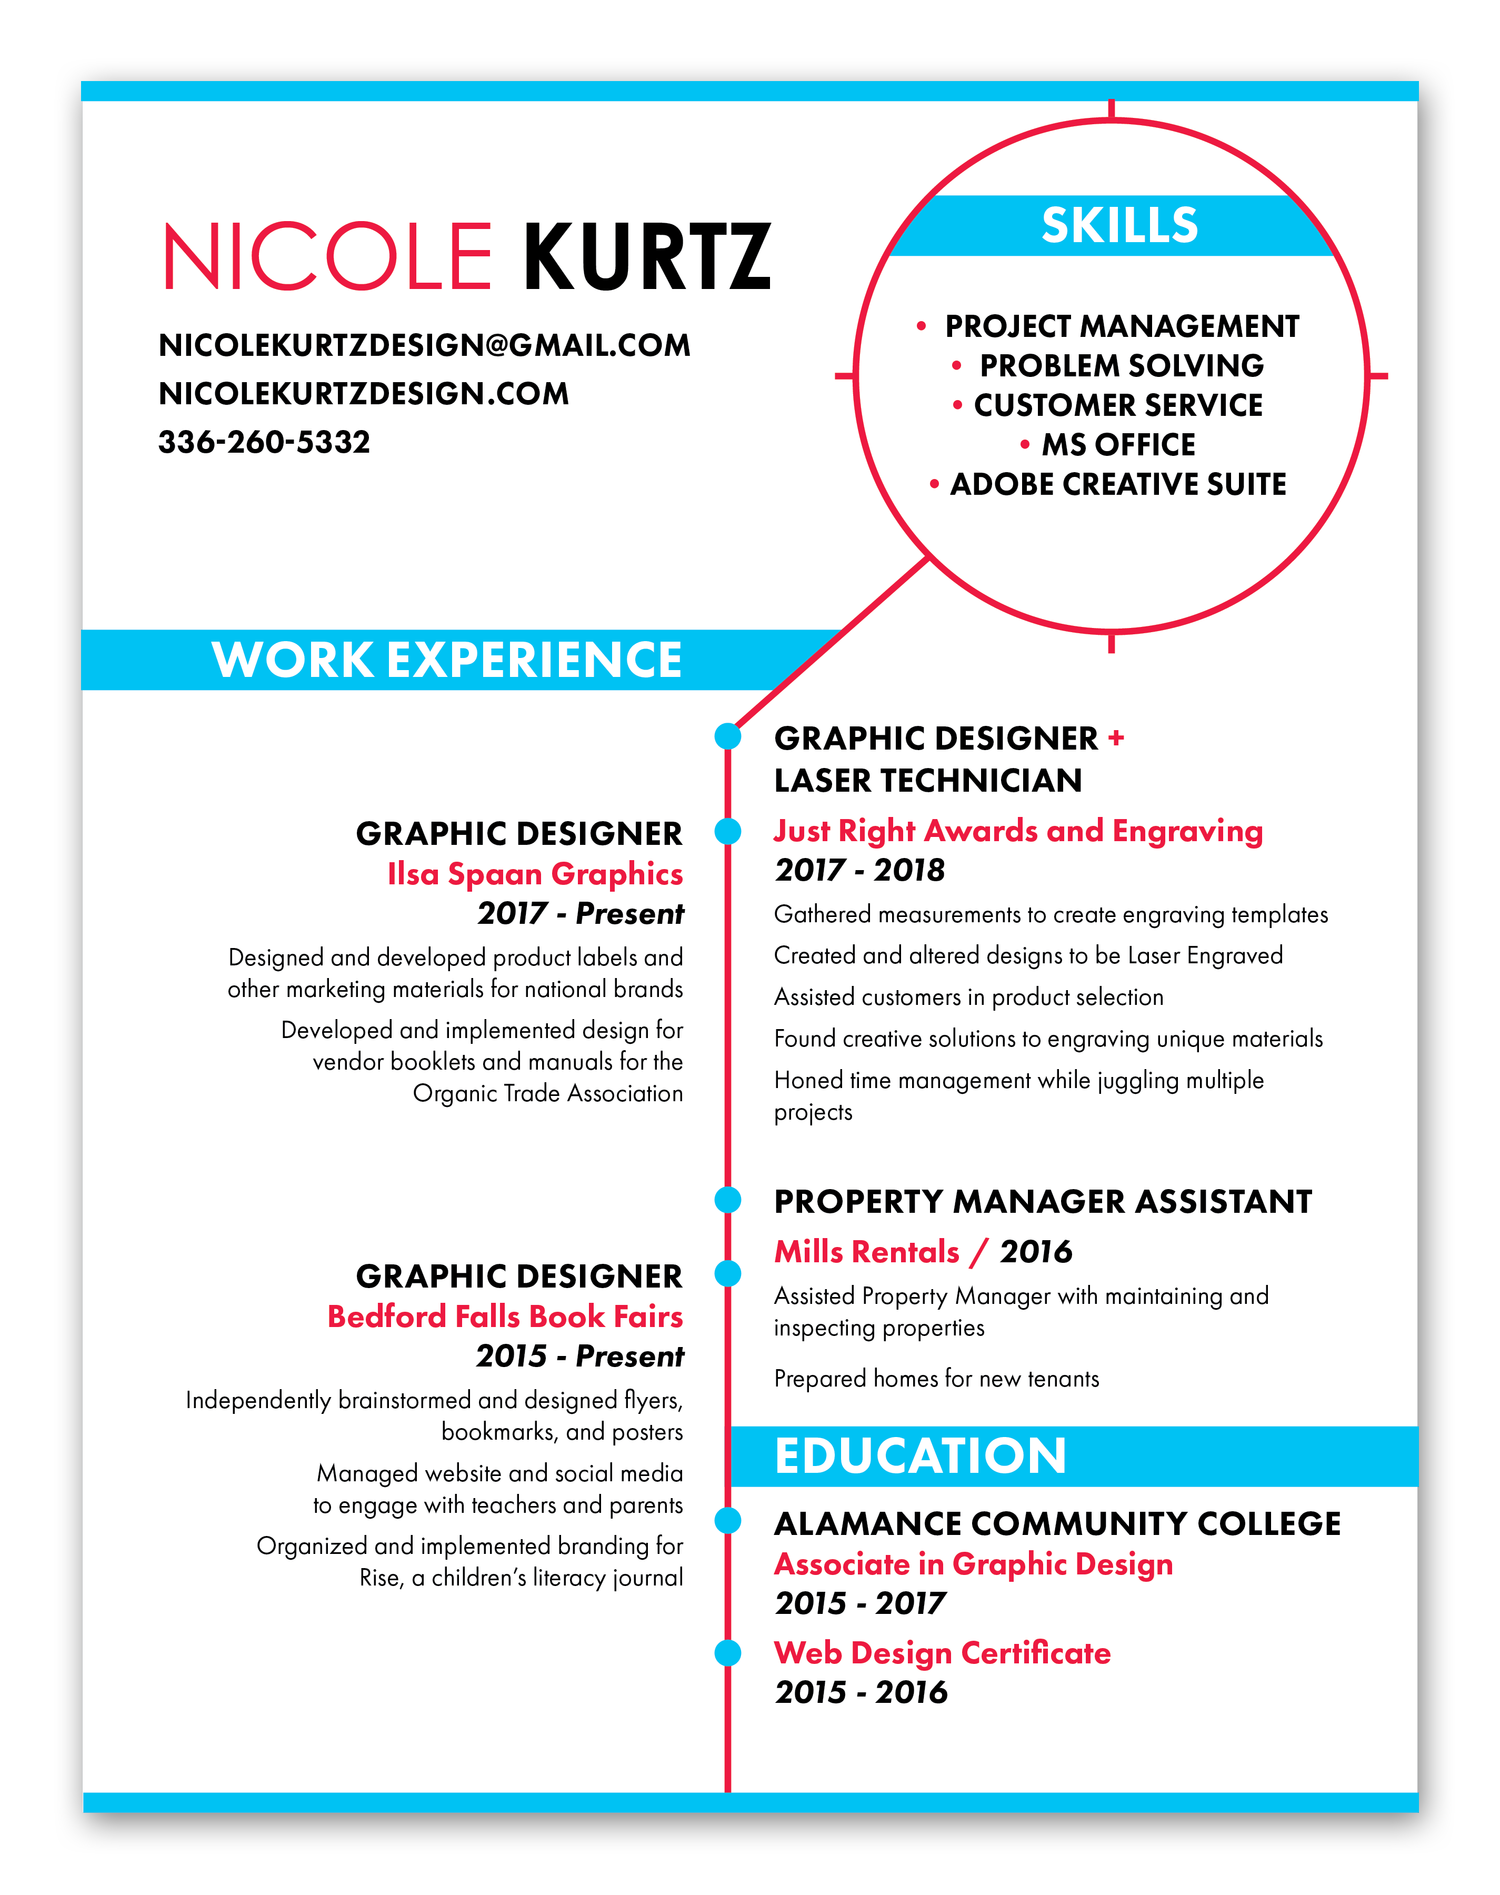 NICOLE KURTZ
NICOLEKURTZDESIGN@GMAIL.COM
NICOLEKURTZDESIGN.COM
336-260-5332
SKILLS
• PROJECT MANAGEMENT
• PROBLEM SOLVING
• CUSTOMER SERVICE
• MS OFFICE
• ADOBE CREATIVE SUITE
WORK EXPERIENCE
GRAPHIC DESIGNER +
LASER TECHNICIAN
Just Right Awards and Engraving
2017 - 2018
Gathered measurements to create engraving templates
Created and altered designs to be Laser Engraved
Assisted customers in product selection
Found creative solutions to engraving unique materials
Honed time management while juggling multiple
projects
GRAPHIC DESIGNER
Ilsa Spaan Graphics
2017 - Present
Designed and developed product labels and
other marketing materials for national brands
Developed and implemented design for
vendor booklets and manuals for the
Organic Trade Association
PROPERTY MANAGER ASSISTANT
Mills Rentals / 2016
Assisted Property Manager with maintaining and
inspecting properties
Prepared homes for new tenants
GRAPHIC DESIGNER
Bedford Falls Book Fairs
2015 - Present
Independently brainstormed and designed flyers,
bookmarks, and posters
Managed website and social media
to engage with teachers and parents
Organized and implemented branding for
Rise, a children's literacy journal
EDUCATION
ALAMANCE COMMUNITY COLLEGE
Associate in Graphic Design
2015 - 2017
Web Design Certificate
2015 - 2016